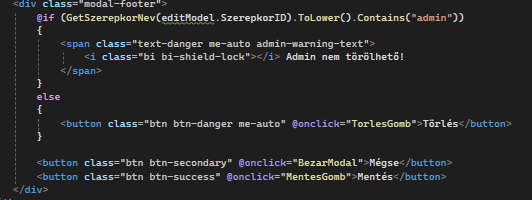 <div class="modal-footer">
@if (GetSzerepkorNev(editModel.SzerepkorID).ToLower().Contains("admin"))
{
<span class="text-danger me-auto admin-warning-text">
<i class="bi bi-shield-lock"></i> Admin nem törölhető!
</span>
}
else
{
<button class="btn btn-danger me-auto" @onclick="TorlesGomb">Törlés</button>
}
<button class="btn btn-secondary" @onclick="BezarModal">Mégse</button>
<button class="btn btn-success" @onclick="MentesGomb">Mentés</button>
</div>